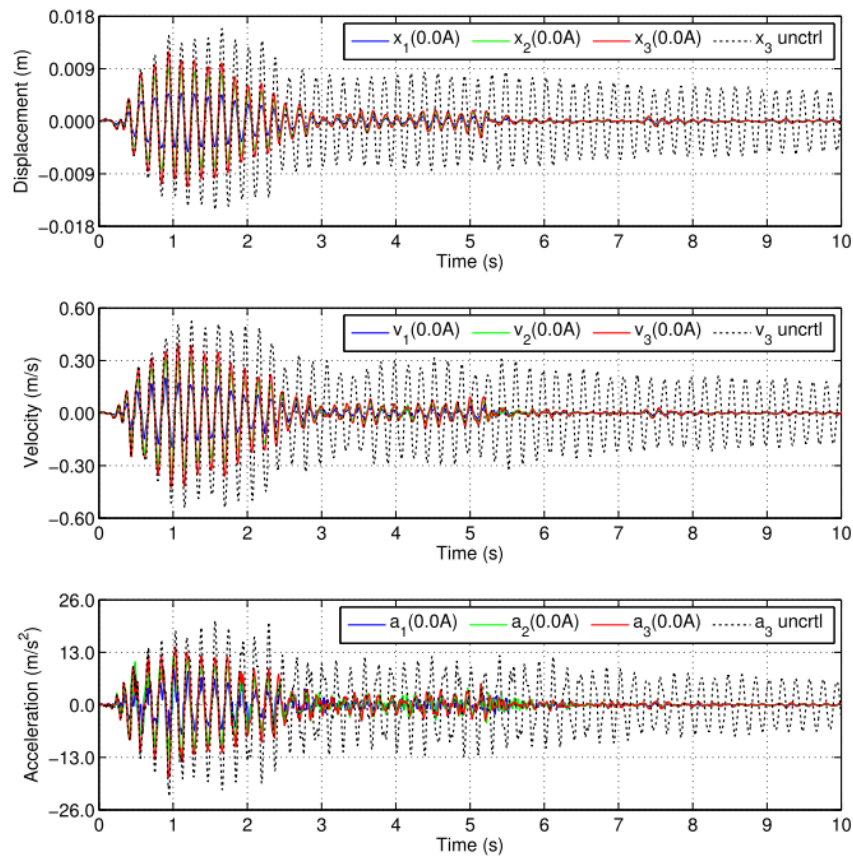 Displacement (m)
0.018
0.009
0.000
−0.009
−0.018
x1(0.0A) x2(0.0A) x3(0.0A) x3 unctrl
0 1 2 3 4 5 6 7 8 9 10
Time (s)
Velocity (m/s)
0.60
0.30
0.00
−0.30
−0.60
v1(0.0A) v2(0.0A) v3(0.0A) v3 uncrtl
0 1 2 3 4 5 6 7 8 9 10
Time (s)
Acceleration (m/s2)
26.0
13.0
0.0
−13.0
−26.0
a1(0.0A) a2(0.0A) a3(0.0A) a3 uncrtl
0 1 2 3 4 5 6 7 8 9 10
Time (s)